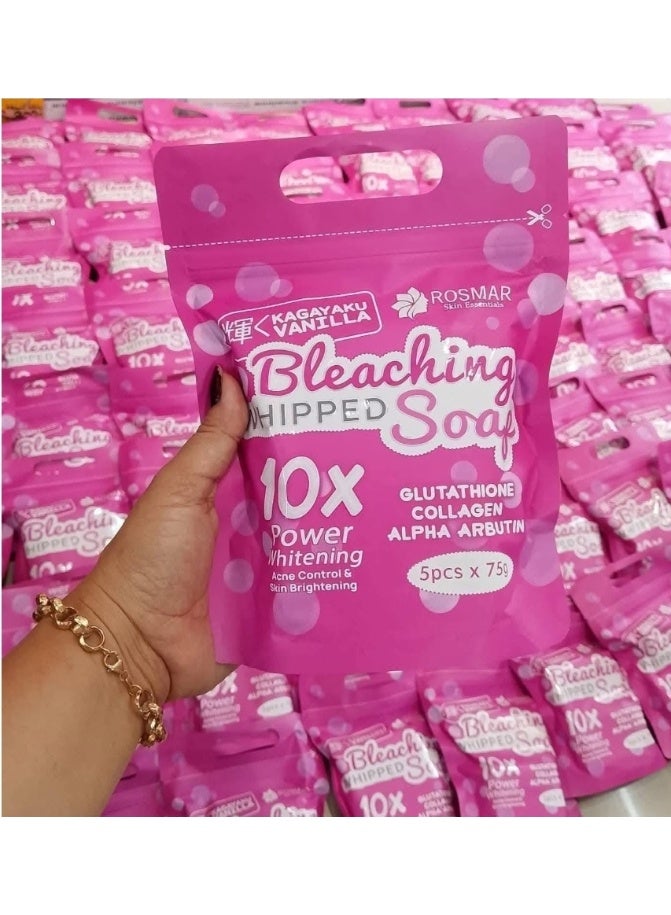 輝
KAGAYAKU
VANILLA
ROSMAR
Skin Essentials
Bleaching
WHIPPED Soap
10x
Power
Whitening
Acne Control &
Skin Brightening
GLUTATHIONE
COLLAGEN
ALPHA ARBUTIN
5pcs x 75g